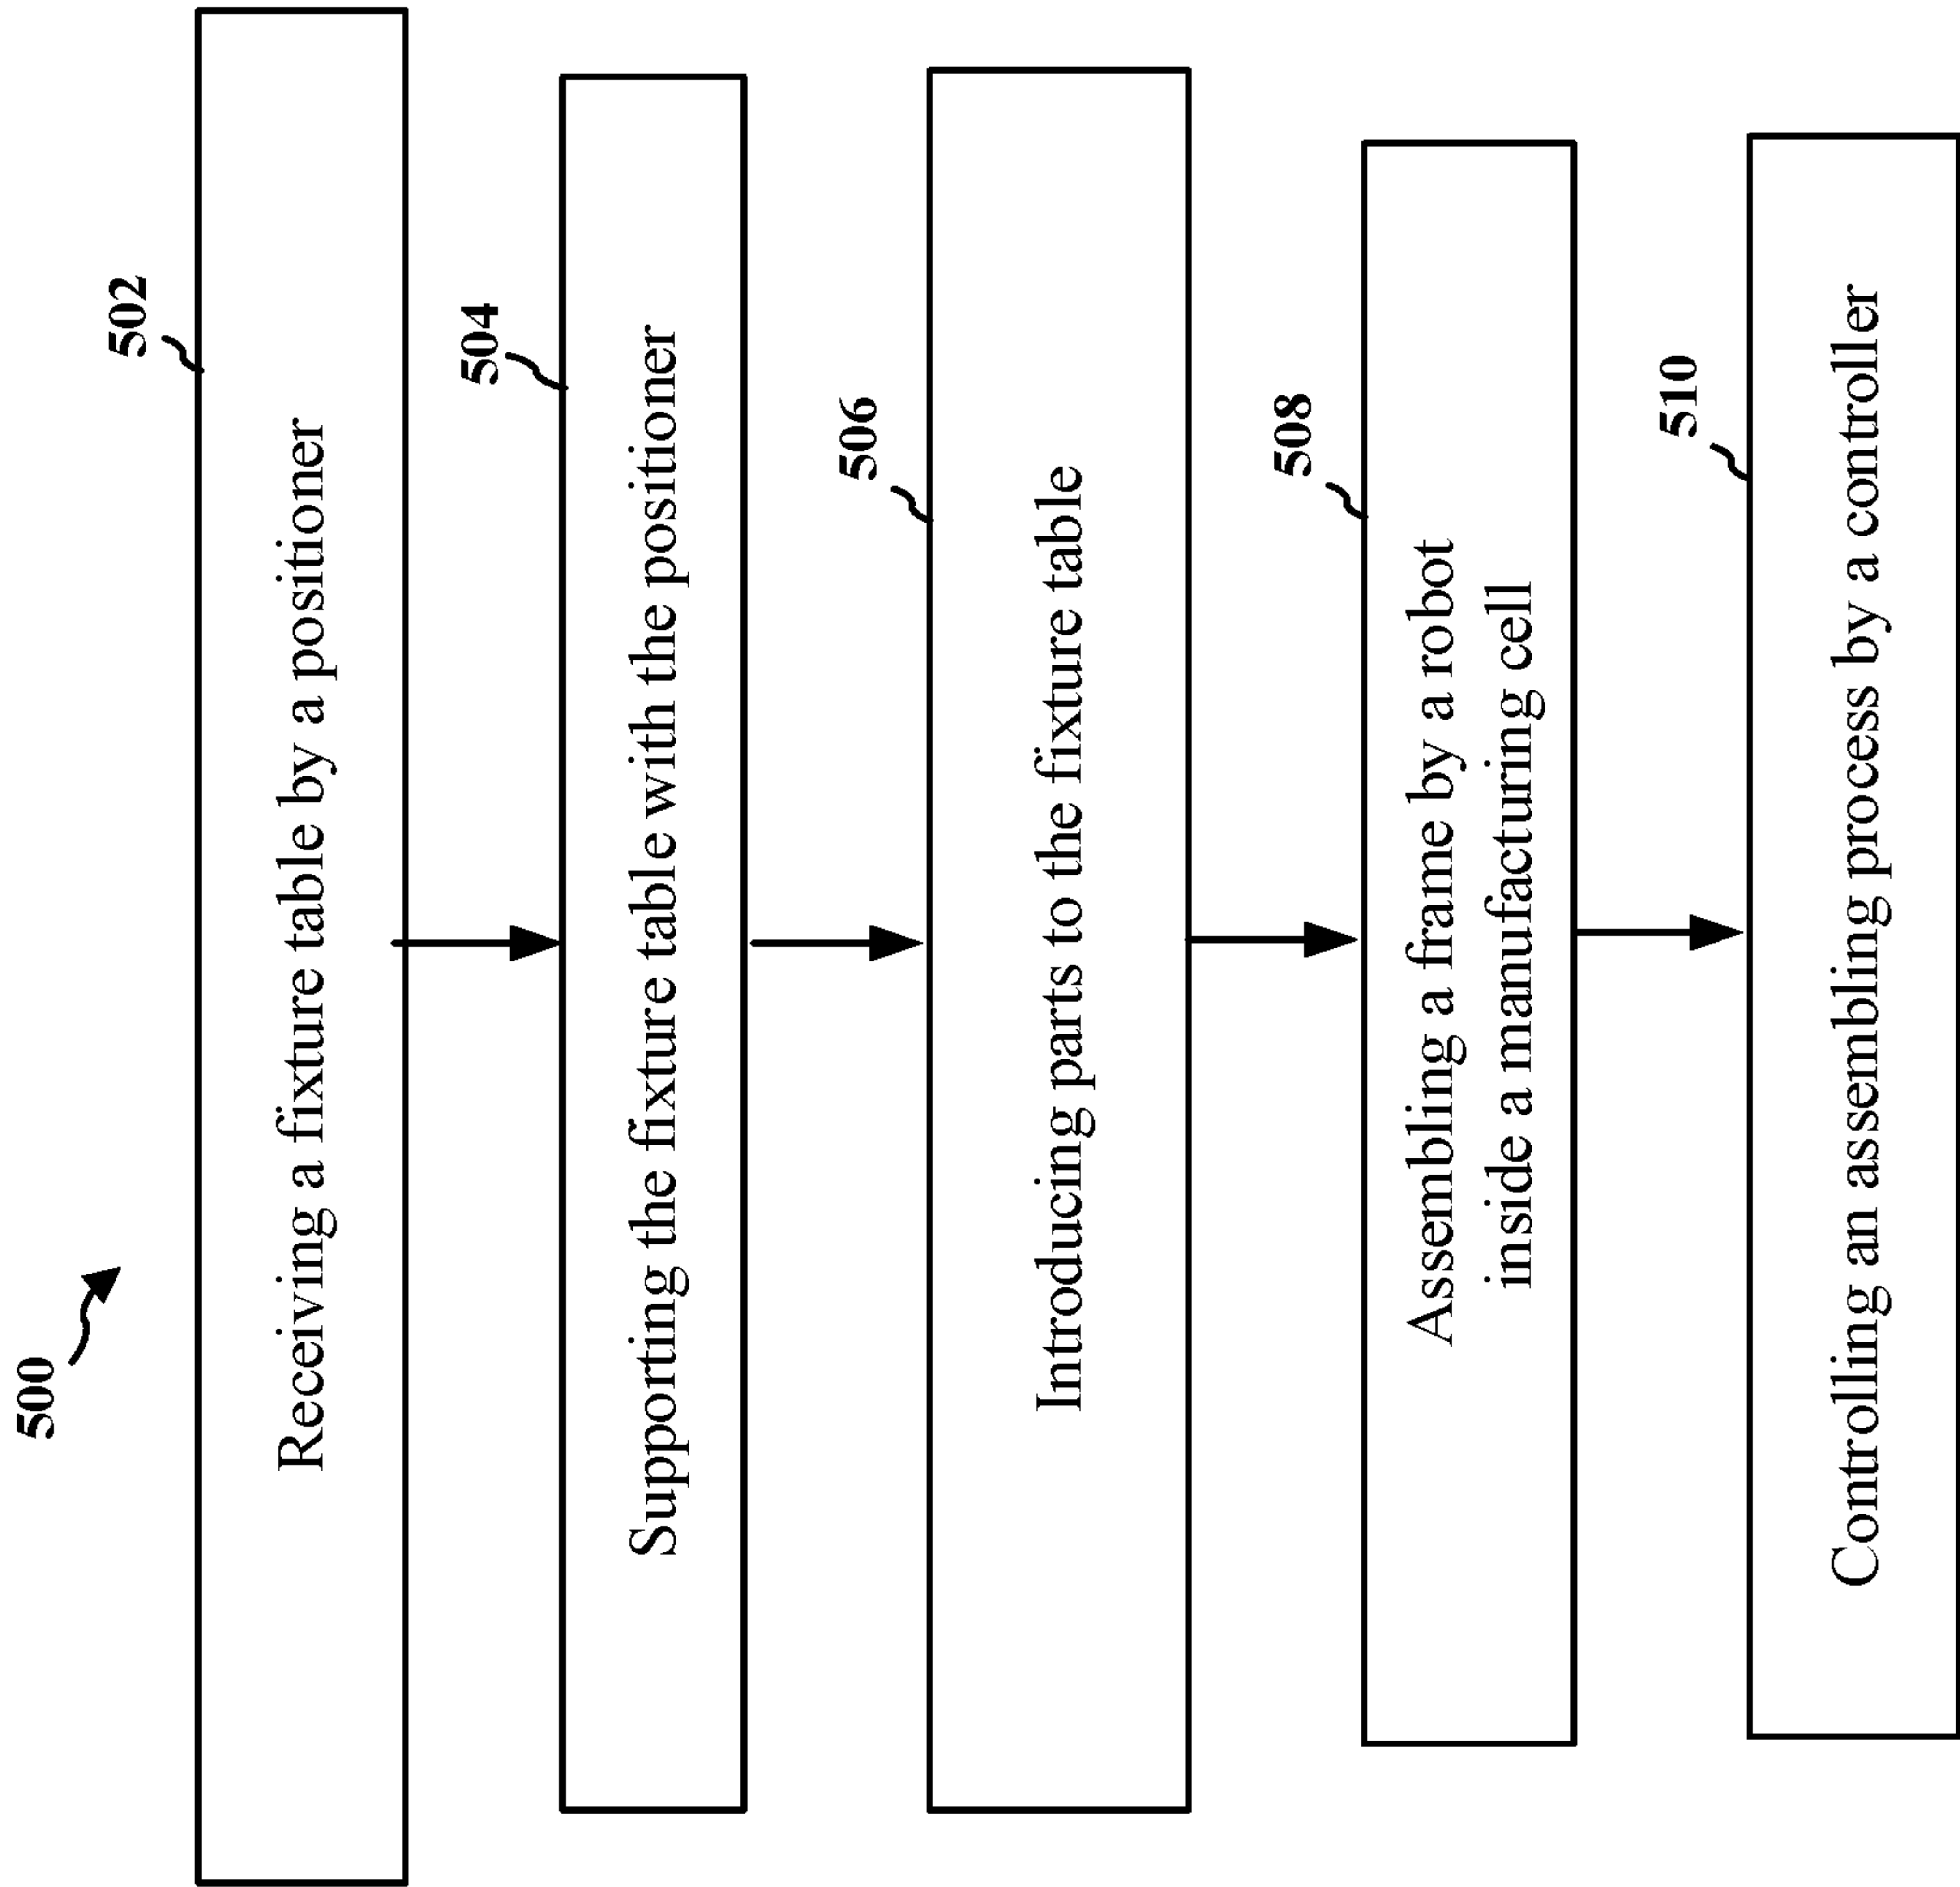 500
502
Receiving a fixture table by a positioner
504
Supporting the fixture table with the positioner
506
Introducing parts to the fixture table
508
Assembling a frame by a robot
inside a manufacturing cell
510
Controlling an assembling process by a controller